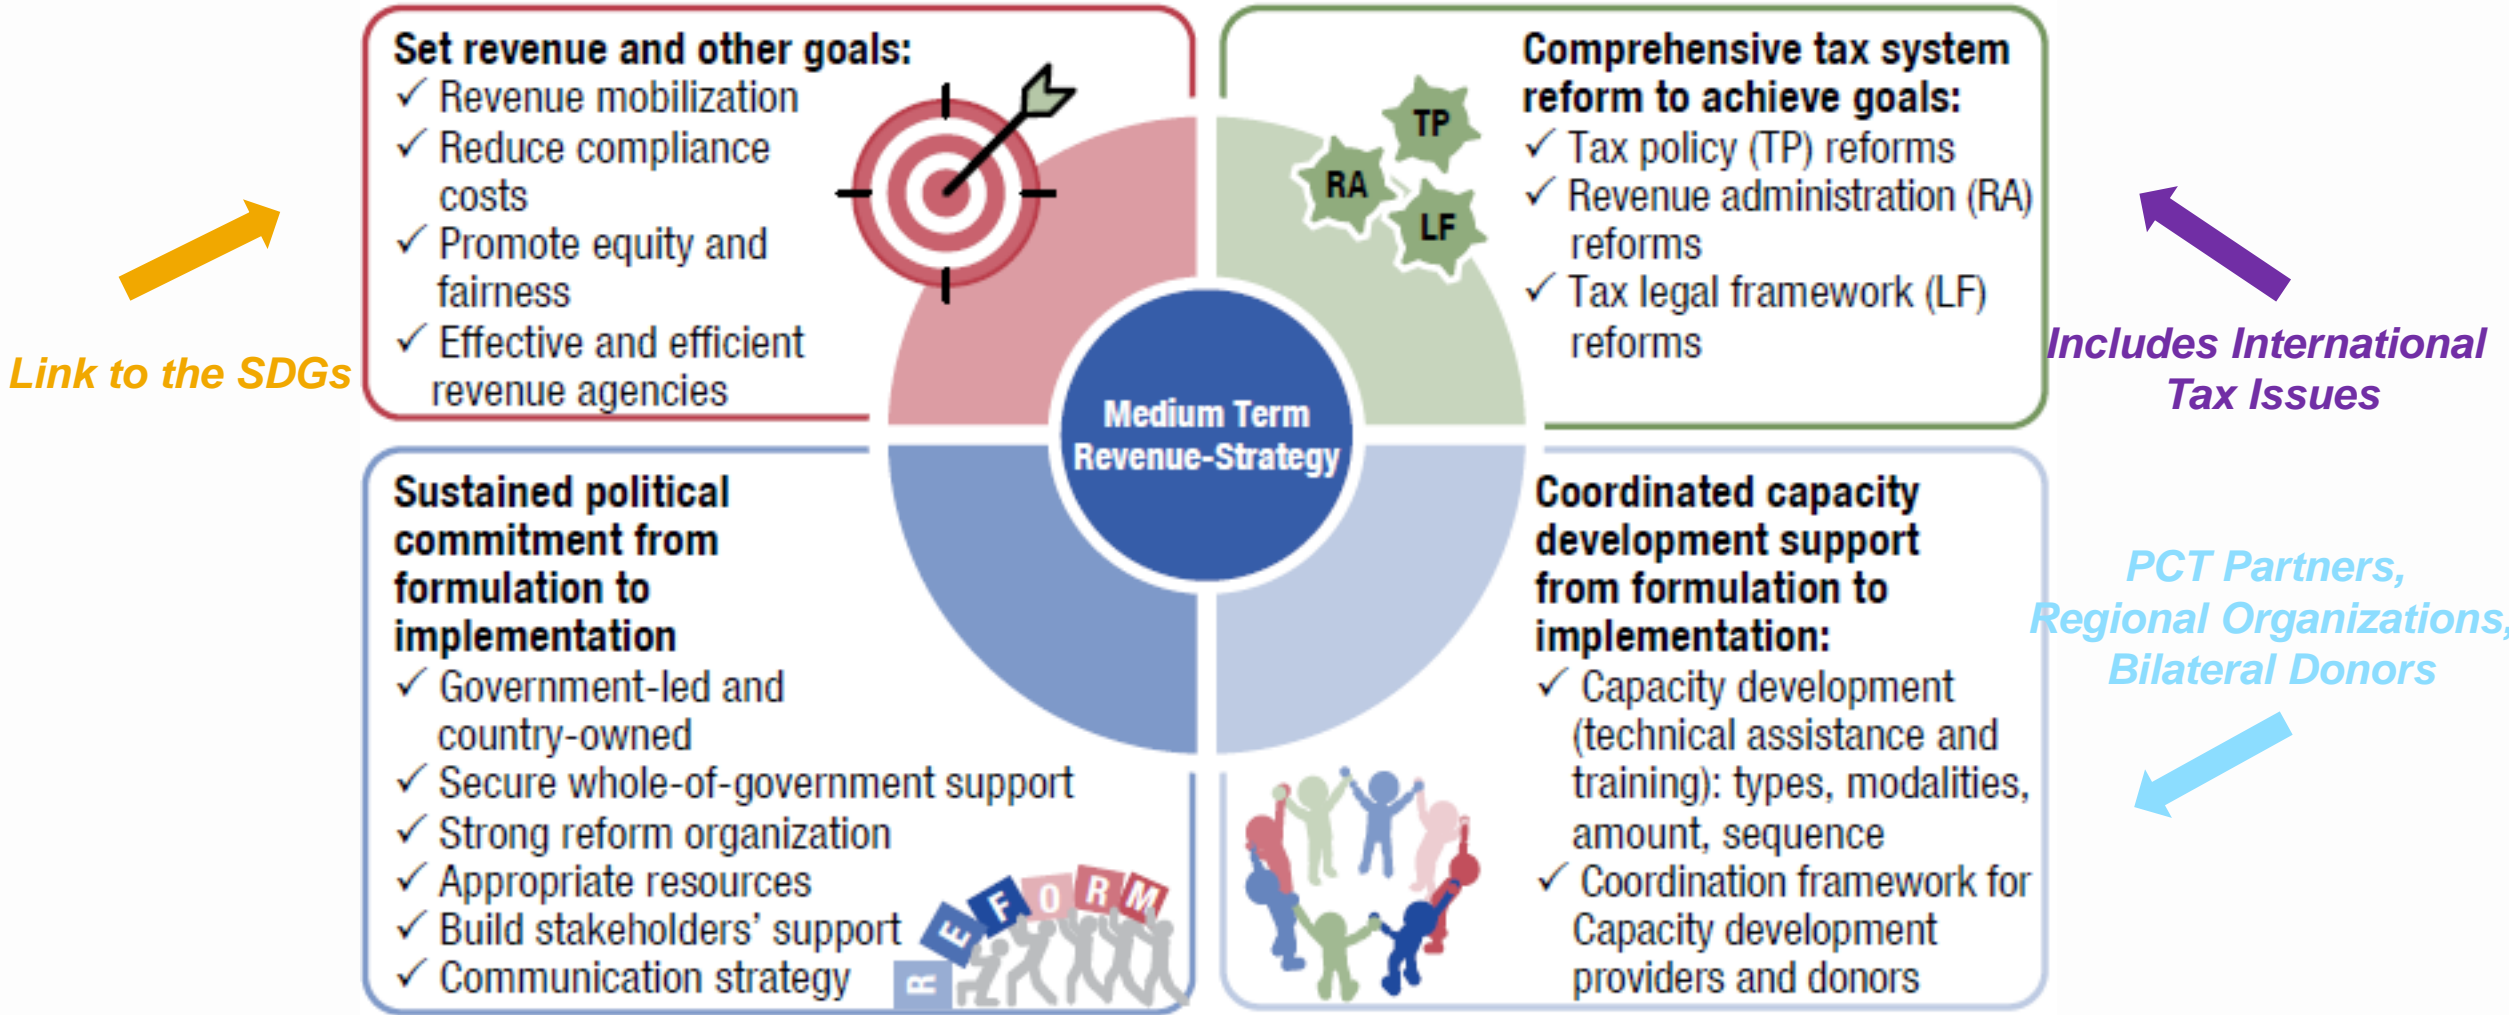 Set revenue and other goals:
✓ Revenue mobilization
✓ Reduce compliance
costs
✓ Promote equity and
fairness
✓ Effective and efficient
revenue agencies
Link to the SDGs
Comprehensive tax system
reform to achieve goals:
✓ Tax policy (TP) reforms
✓ Revenue administration (RA)
reforms
✓ Tax legal framework (LF)
reforms
TP
RA
LF
Includes International
Tax Issues
Medium Term
Revenue-Strategy
Sustained political
commitment from
formulation to
implementation
✓ Government-led and
country-owned
✓ Secure whole-of-government support
✓ Strong reform organization
✓ Appropriate resources
✓ Build stakeholders’ support
✓ Communication strategy
REFORM
Coordinated capacity
development support
from formulation to
implementation:
✓ Capacity development
(technical assistance and
training): types, modalities,
amount, sequence
✓ Coordination framework for
Capacity development
providers and donors
PCT Partners,
Regional Organizations,
Bilateral Donors